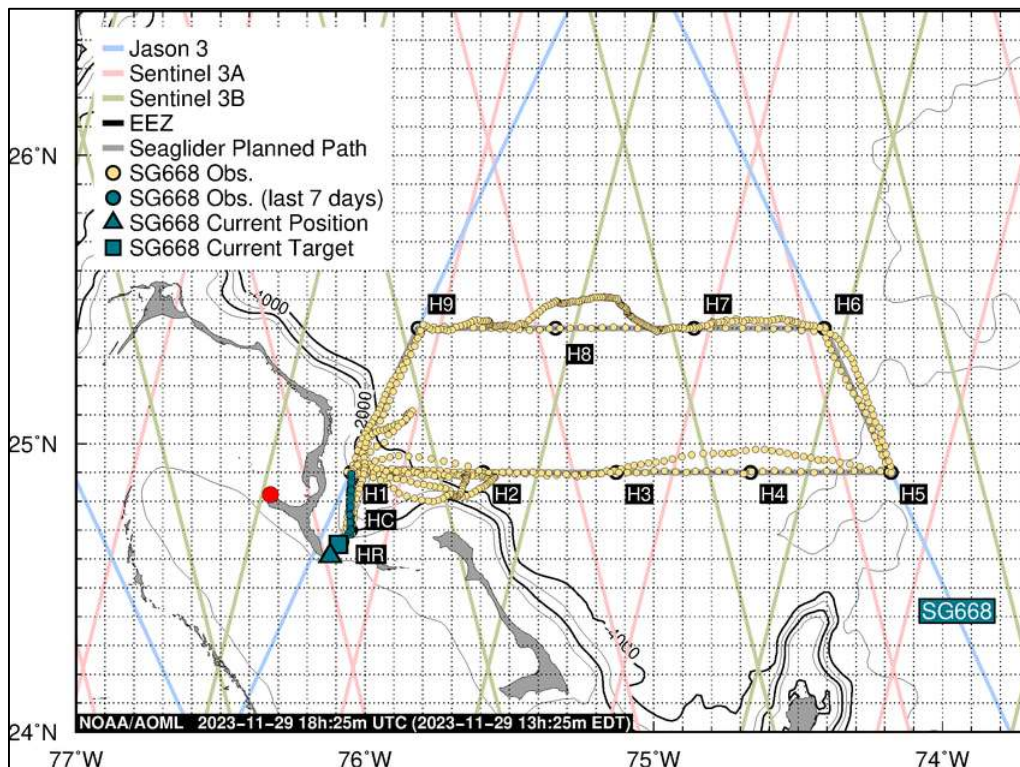 Jason 3
Sentinel 3A
Sentinel 3B
EEZ
Seaglider Planned Path
SG668 Obs.
SG668 Obs. (last 7 days)
SG668 Current Position
SG668 Current Target
26°N
-4000
H9
H7
H6
H8
-2000
25°N
H1
H2
H3
H4
H5
HC
HR
SG668
-4000
NOAA/AOML 2023-11-29 18h:25m UTC (2023-11-29 13h:25m EDT)
24°N
77°W
76°W
75°W
74°W